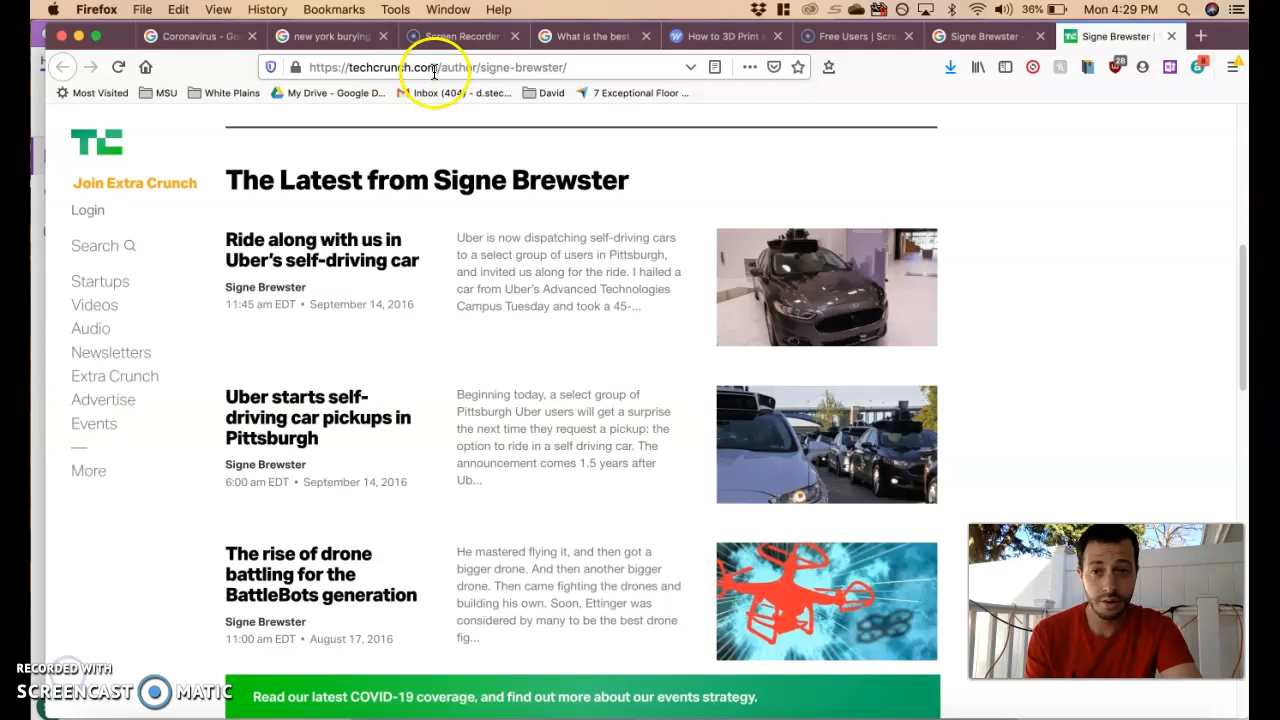 Firefox File Edit View History Bookmarks Tools Window Help 36% Mon 4:29 PM
Coronavirus - Goo new york burying Screen Recorder What is the best How to 3D Print Free Users | Scre Signe Brewster - Signe Brewster |
https://techcrunch.com/author/signe-brewster/
28 8
Most Visited MSU White Plains My Drive - Google D... Inbox (404) - d.stec... David 7 Exceptional Floor ...
TC
Join Extra Crunch
Login
Search
Startups
Videos
Audio
Newsletters
Extra Crunch
Advertise
Events
—
More
The Latest from Signe Brewster
Ride along with us in
Uber's self-driving car
Signe Brewster
11:45 am EDT • September 14, 2016
Uber is now dispatching self-driving cars
to a select group of users in Pittsburgh,
and invited us along for the ride. I hailed a
car from Uber's Advanced Technologies
Campus Tuesday and took a 45-...
Uber starts self-
driving car pickups in
Pittsburgh
Signe Brewster
6:00 am EDT • September 14, 2016
Beginning today, a select group of
Pittsburgh Uber users will get a surprise
the next time they request a pickup: the
option to ride in a self driving car. The
announcement comes 1.5 years after
Ub...
The rise of drone
battling for the
BattleBots generation
Signe Brewster
11:00 am EDT • August 17, 2016
He mastered flying it, and then got a
bigger drone. And then another bigger
drone. Then came fighting the drones and
building his own. Soon, Ettinger was
considered by many to be the best drone
fig...
Read our latest COVID-19 coverage, and find out more about our events strategy.
RECORDED WITH
SCREENCAST MATIC